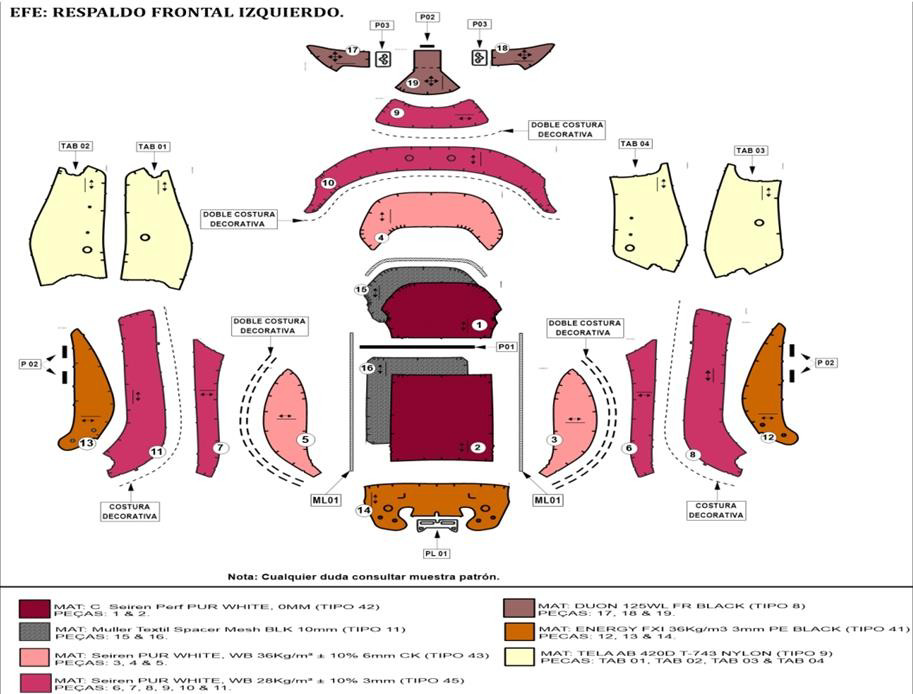 EFE: RESPALDO FRONTAL IZQUIERDO.
P03
P02
P03
17
18
19
9
DOBLE COSTURA
DECORATIVA
TAB 02
TAB 01
TAB 04
TAB 03
10
DOBLE COSTURA
DECORATIVA
4
15
1
DOBLE COSTURA
DECORATIVA
DOBLE COSTURA
DECORATIVA
P01
P 02
P 02
16
13
11
7
5
2
3
6
8
12
ML01
ML01
COSTURA
DECORATIVA
COSTURA
DECORATIVA
14
PL 01
Nota: Cualquier duda consultar muestra patrón.
MAT: C Seiren Perf PUR WHITE, 0MM (TIPO 42)
PEÇAS: 1 & 2.
MAT: Muller Textil Spacer Mesh BLK 10mm (TIPO 11)
PEÇAS: 15 & 16.
MAT: Seiren PUR WHITE, WB 36Kg/m³ ± 10% 6mm CK (TIPO 43)
PEÇAS: 3, 4 & 5.
MAT: Seiren PUR WHITE, WB 28Kg/m³ ± 10% 3mm (TIPO 45)
PEÇAS: 6, 7, 8, 9, 10 & 11.
MAT: DUON 125WL FR BLACK (TIPO 8)
PEÇAS: 17, 18 & 19.
MAT: ENERGY FXI 36Kg/m3 3mm PE BLACK (TIPO 41)
PEÇAS: 12, 13 & 14.
MAT: TELA AB 420D T-743 NYLON (TIPO 9)
PECAS: TAB 01, TAB 02, TAB 03 & TAB 04